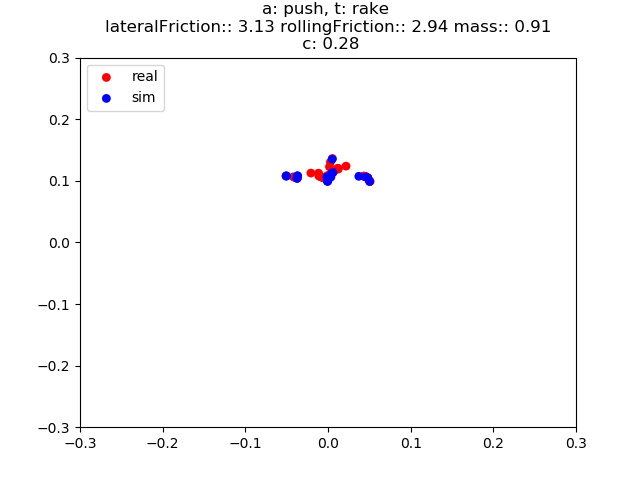 a: push, t: rake
lateralFriction:: 3.13 rollingFriction:: 2.94 mass:: 0.91
c: 0.28
real
sim
0.3
0.2
0.1
0.0
−0.1
−0.2
−0.3
−0.3 −0.2 −0.1 0.0 0.1 0.2 0.3